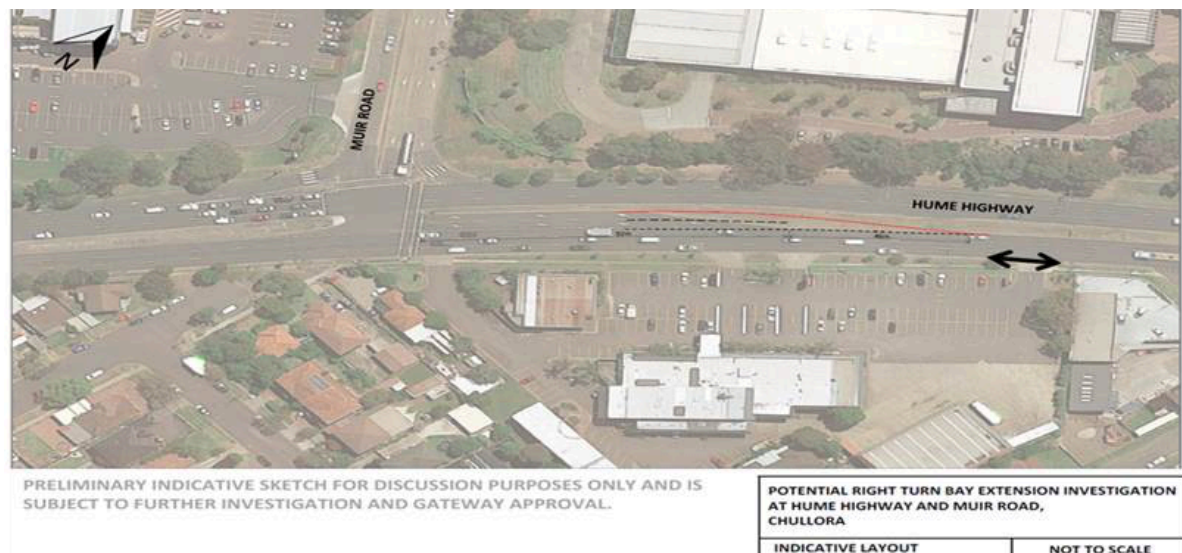 N
MUIR ROAD
HUME HIGHWAY
PRELIMINARY INDICATIVE SKETCH FOR DISCUSSION PURPOSES ONLY AND IS
SUBJECT TO FURTHER INVESTIGATION AND GATEWAY APPROVAL.
POTENTIAL RIGHT TURN BAY EXTENSION INVESTIGATION
AT HUME HIGHWAY AND MUIR ROAD,
CHULLORA
INDICATIVE LAYOUT
NOT TO SCALE